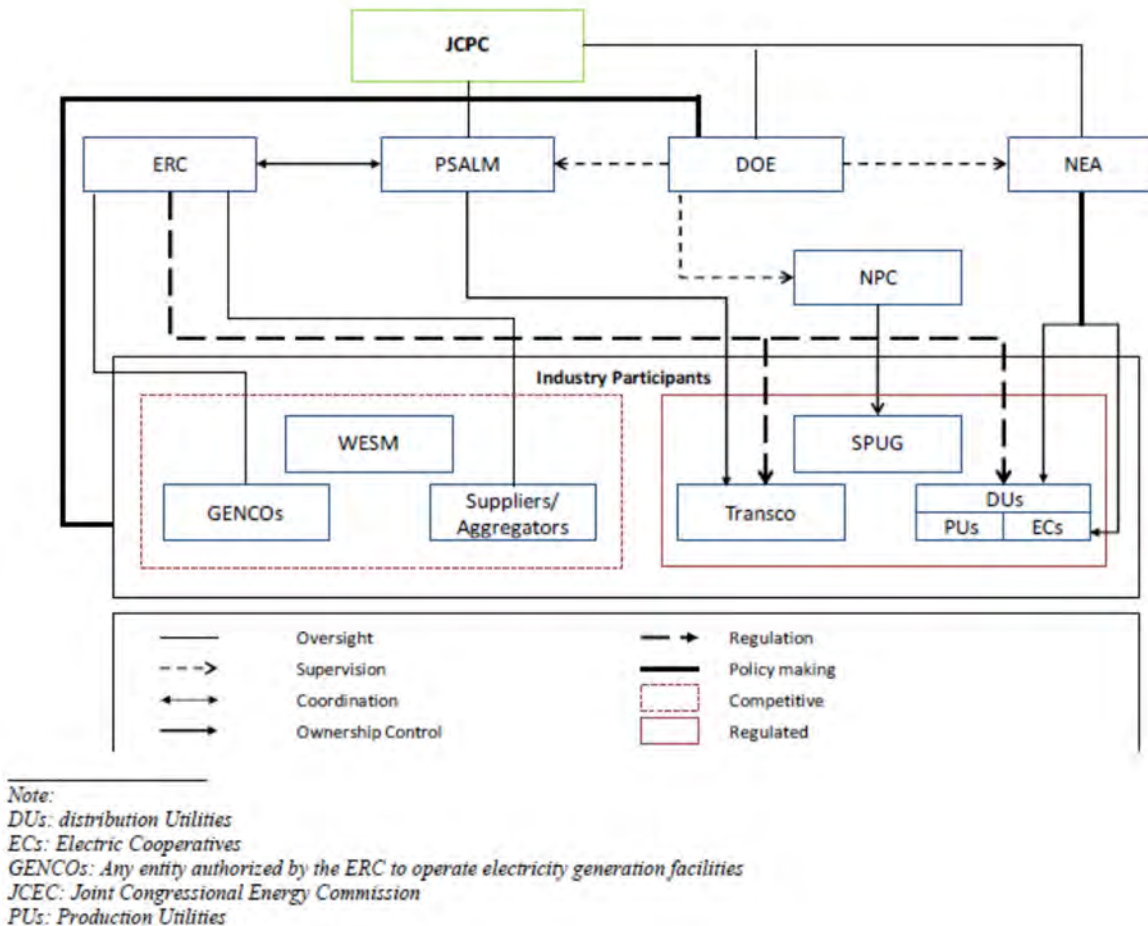 JCPC
ERC
PSALM
DOE
NEA
NPC
Industry Participants
WESM
SPUG
GENCOs
Suppliers/
Aggregators
Transco
DUs
PUs
ECs
Oversight
Regulation
Supervision
Policy making
Coordination
Competitive
Ownership Control
Regulated
Note:
DUs: distribution Utilities
ECs: Electric Cooperatives
GENCOs: Any entity authorized by the ERC to operate electricity generation facilities
JCEC: Joint Congressional Energy Commission
PUs: Production Utilities